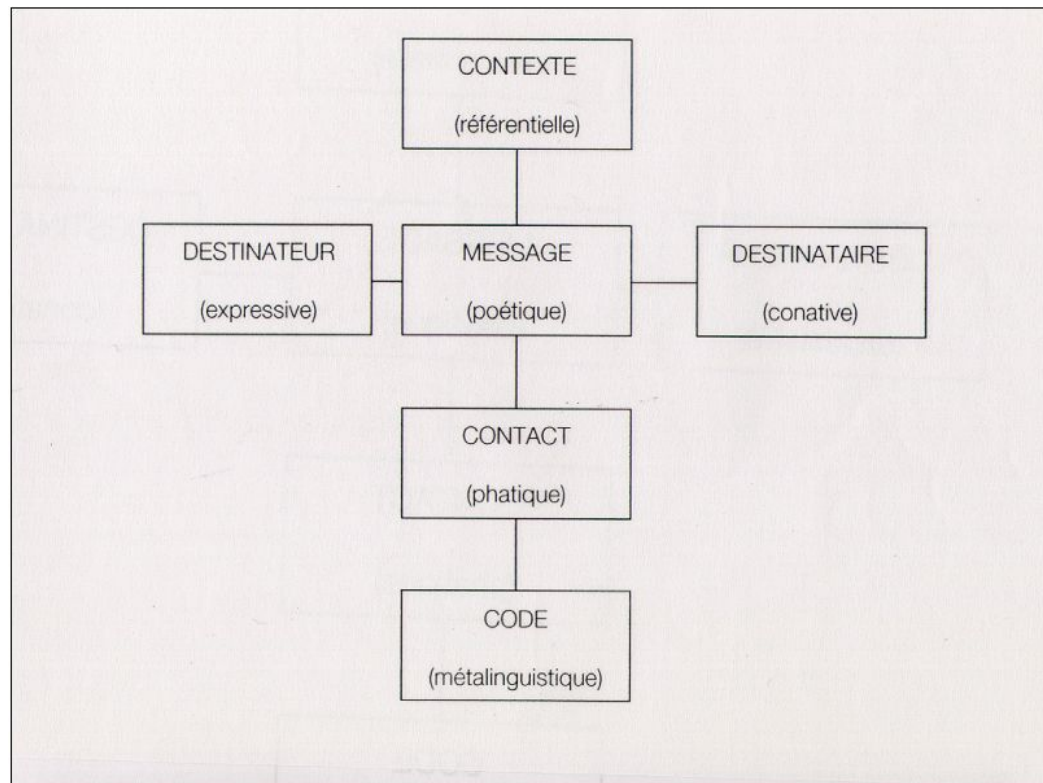 CONTEXTE
(référentielle)
DESTINATEUR
(expressive)
MESSAGE
(poétique)
DESTINATAIRE
(conative)
CONTACT
(phatique)
CODE
(métalinguistique)